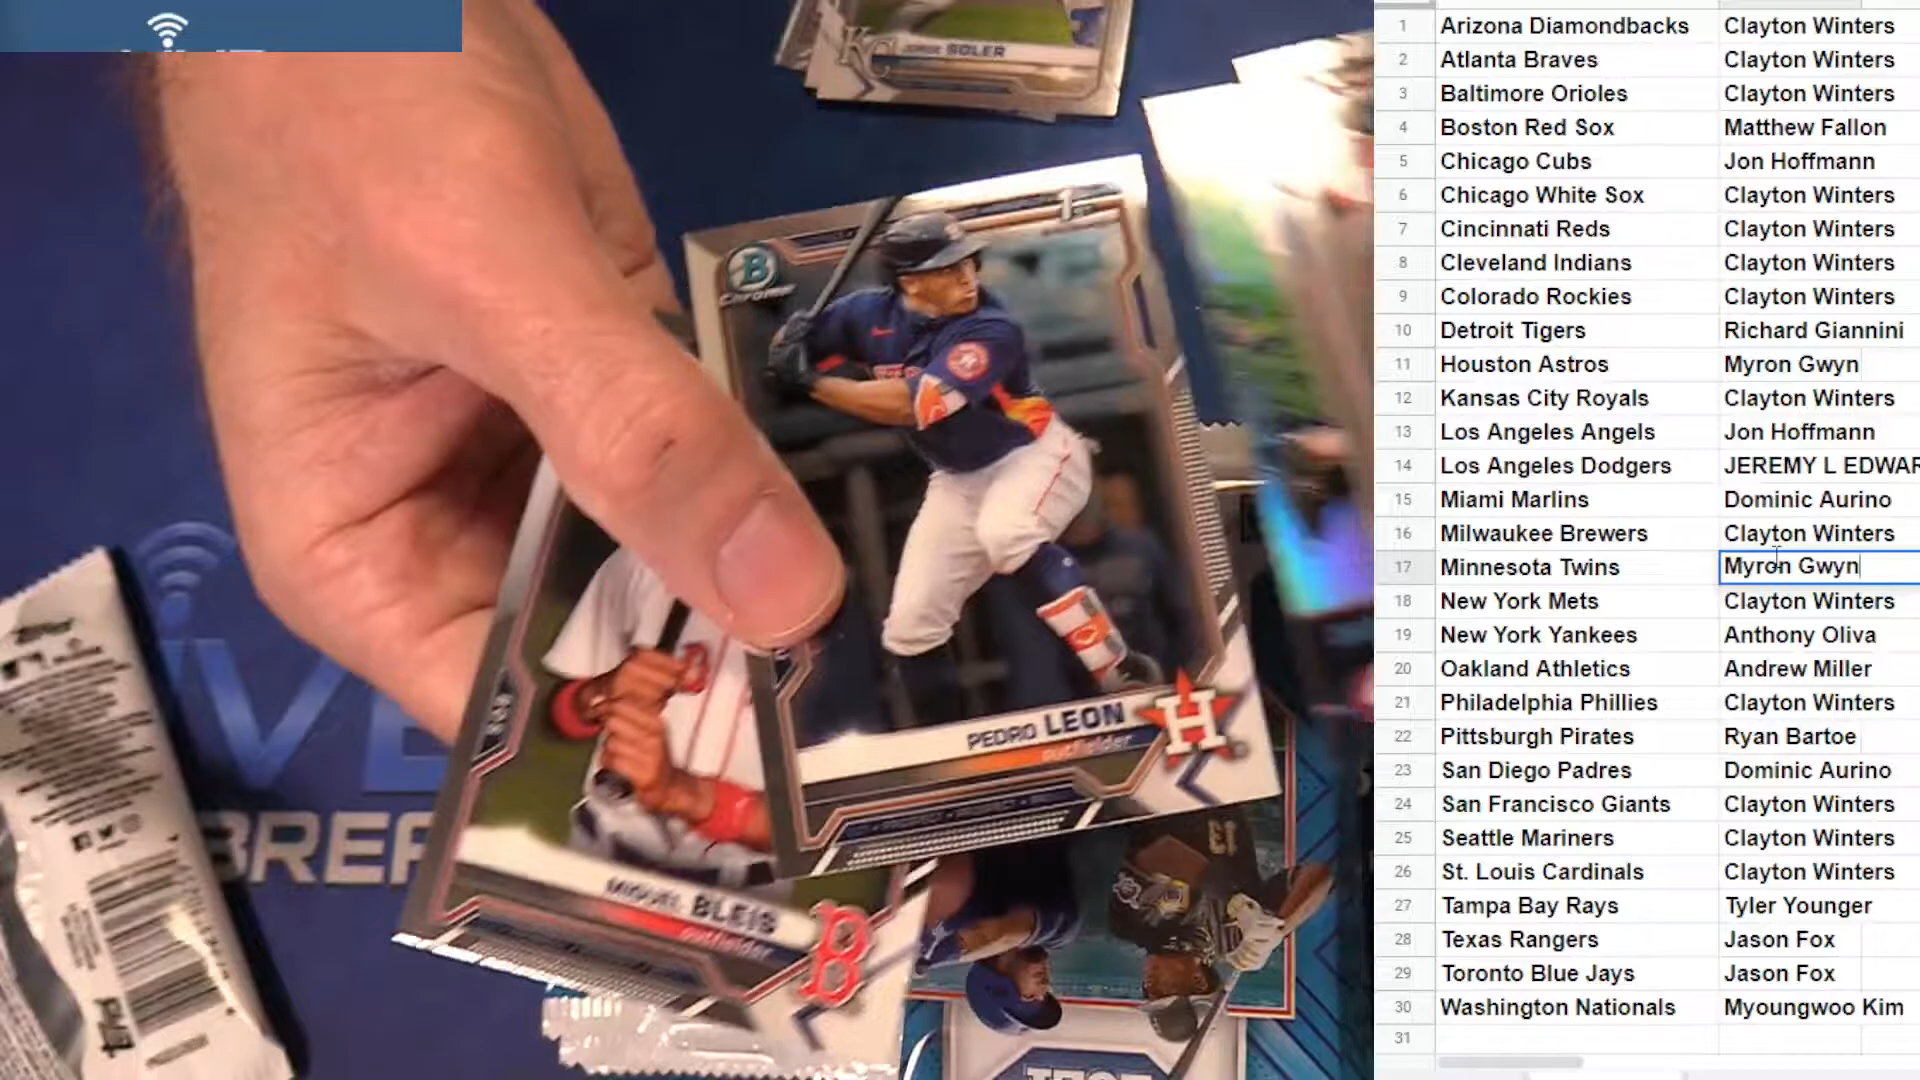 KC
JORGE SOLER
1st
B
Chrome
PEDRO LEON
outfielder
H
MIGUEL BLEIS
outfielder
B
BREA
13
1 Arizona Diamondbacks Clayton Winters
2 Atlanta Braves Clayton Winters
3 Baltimore Orioles Clayton Winters
4 Boston Red Sox Matthew Fallon
5 Chicago Cubs Jon Hoffmann
6 Chicago White Sox Clayton Winters
7 Cincinnati Reds Clayton Winters
8 Cleveland Indians Clayton Winters
9 Colorado Rockies Clayton Winters
10 Detroit Tigers Richard Giannini
11 Houston Astros Myron Gwyn
12 Kansas City Royals Clayton Winters
13 Los Angeles Angels Jon Hoffmann
14 Los Angeles Dodgers JEREMY L EDWAR
15 Miami Marlins Dominic Aurino
16 Milwaukee Brewers Clayton Winters
17 Minnesota Twins Myron Gwyn
18 New York Mets Clayton Winters
19 New York Yankees Anthony Oliva
20 Oakland Athletics Andrew Miller
21 Philadelphia Phillies Clayton Winters
22 Pittsburgh Pirates Ryan Bartoe
23 San Diego Padres Dominic Aurino
24 San Francisco Giants Clayton Winters
25 Seattle Mariners Clayton Winters
26 St. Louis Cardinals Clayton Winters
27 Tampa Bay Rays Tyler Younger
28 Texas Rangers Jason Fox
29 Toronto Blue Jays Jason Fox
30 Washington Nationals Myoungwoo Kim
31